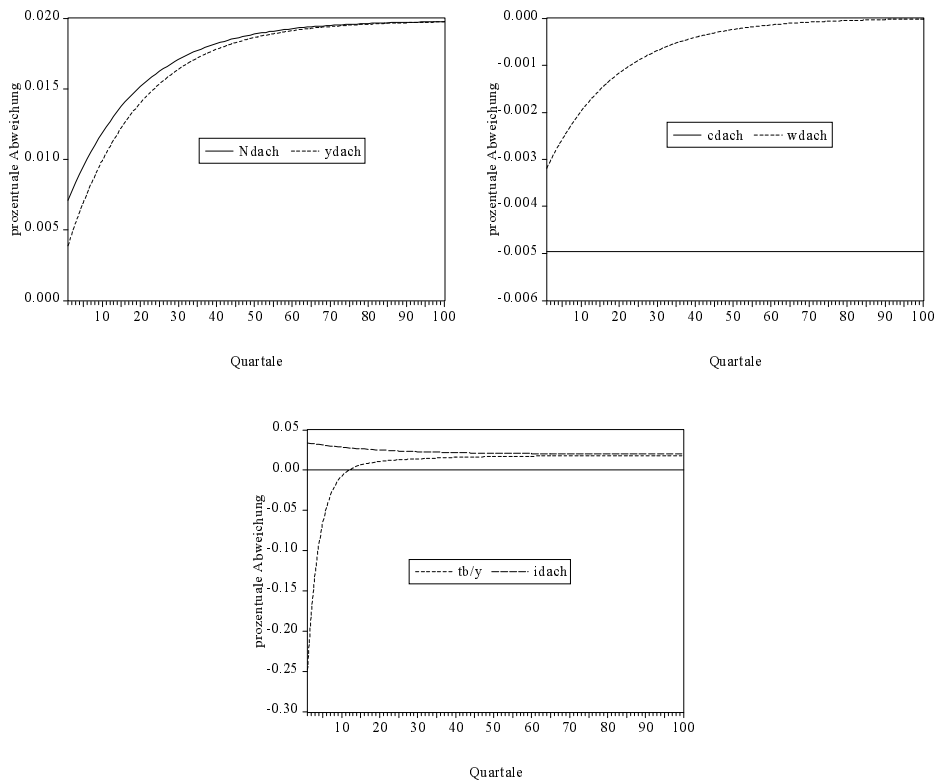 prozentuale Abweichung
0.020
0.015
0.010
0.005
0.000
Ndach ydach
10 20 30 40 50 60 70 80 90 100
Quartale
prozentuale Abweichung
0.000
-0.001
-0.002
-0.003
-0.004
-0.005
-0.006
cdach wdach
10 20 30 40 50 60 70 80 90 100
Quartale
prozentuale Abweichung
0.05
0.00
-0.05
-0.10
-0.15
-0.20
-0.25
-0.30
tb/y idach
10 20 30 40 50 60 70 80 90 100
Quartale